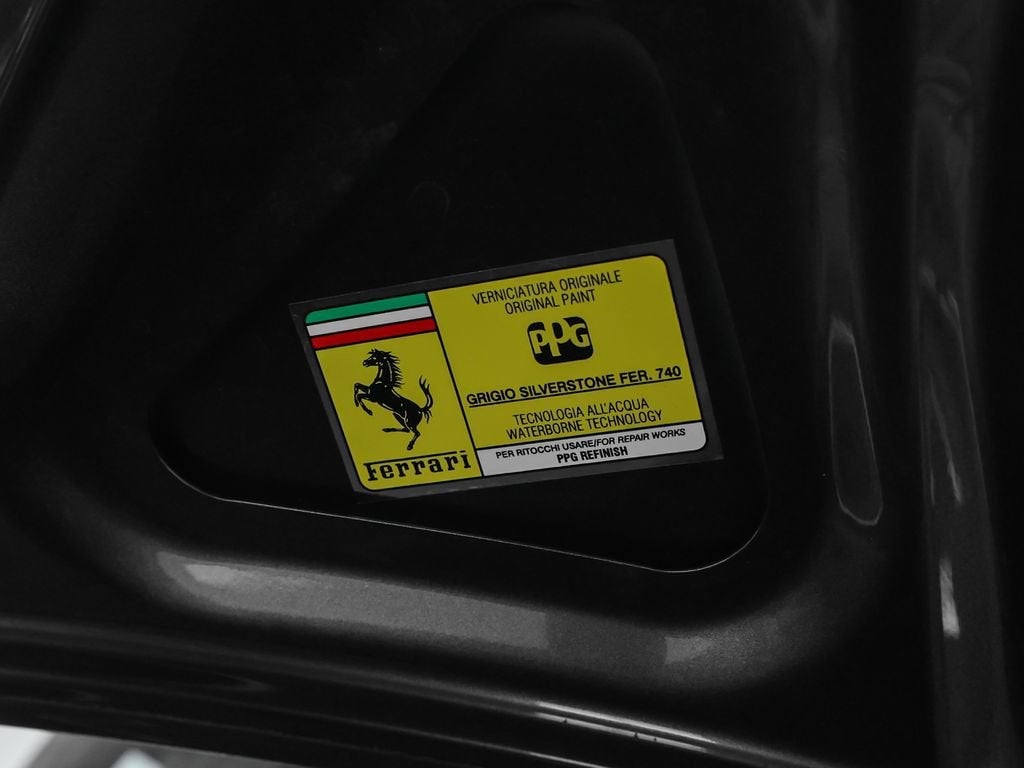 VERNICIATURA ORIGINALE
ORIGINAL PAINT
PPG
GRIGIO SILVERSTONE FER. 740
TECNOLOGIA ALL'ACQUA
WATERBORNE TECHNOLOGY
PER RITOCCHI USARE/FOR REPAIR WORKS
PPG REFINISH
Ferrari